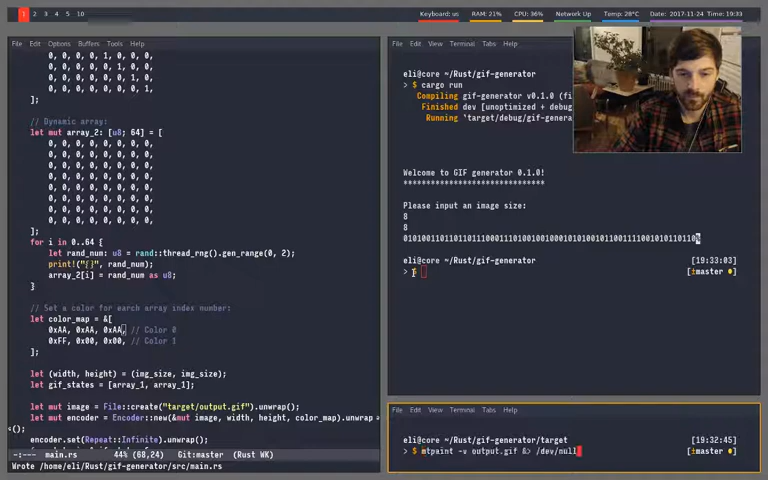 1 2 3 4 5 10
Keyboard: us RAM: 21% CPU: 36% Network Up Temp: 28°C Date: 2017-11-24 Time: 19:33
File Edit Options Buffers Tools Help
0, 0, 0, 0, 1, 0, 0, 0,
0, 0, 0, 0, 0, 1, 0, 0,
0, 0, 0, 0, 0, 0, 1, 0,
0, 0, 0, 0, 0, 0, 0, 1,
];
// Dynamic array:
let mut array_2: [u8; 64] = [
0, 0, 0, 0, 0, 0, 0, 0,
0, 0, 0, 0, 0, 0, 0, 0,
0, 0, 0, 0, 0, 0, 0, 0,
0, 0, 0, 0, 0, 0, 0, 0,
0, 0, 0, 0, 0, 0, 0, 0,
0, 0, 0, 0, 0, 0, 0, 0,
0, 0, 0, 0, 0, 0, 0, 0,
0, 0, 0, 0, 0, 0, 0, 0,
];
for i in 0..64 {
let rand_num: u8 = rand::thread_rng().gen_range(0, 2);
print!("{}", rand_num);
array_2[i] = rand_num as u8;
}
// Set a color for earch array index number:
let color_map = &[
0xAA, 0xAA, 0xAA, // Color 0
0xFF, 0x00, 0x00, // Color 1
];
let (width, height) = (img_size, img_size);
let gif_states = [array_1, array_1];
let mut image = File::create("target/output.gif").unwrap();
let mut encoder = Encoder::new(&mut image, width, height, color_map).unwrap
();
encoder.set(Repeat::Infinite).unwrap();
-:--- main.rs 44% (68,24) Git:master (Rust WK)
Wrote /home/eli/Rust/gif-generator/src/main.rs
File Edit View Terminal Tabs Help
eli@core ~/Rust/gif-generator
> $ cargo run
Compiling gif-generator v0.1.0 (fi
Finished dev [unoptimized + debug
Running `target/debug/gif-genera
Welcome to GIF generator 0.1.0!
*******************************
Please input an image size:
8
8
eli@core ~/Rust/gif-generator [19:33:03]
> $ [±master ●]
File Edit View Terminal Tabs Help
eli@core ~/Rust/gif-generator/target [19:32:45]
> $ mtpaint -v output.gif &> /dev/null [±master ●]